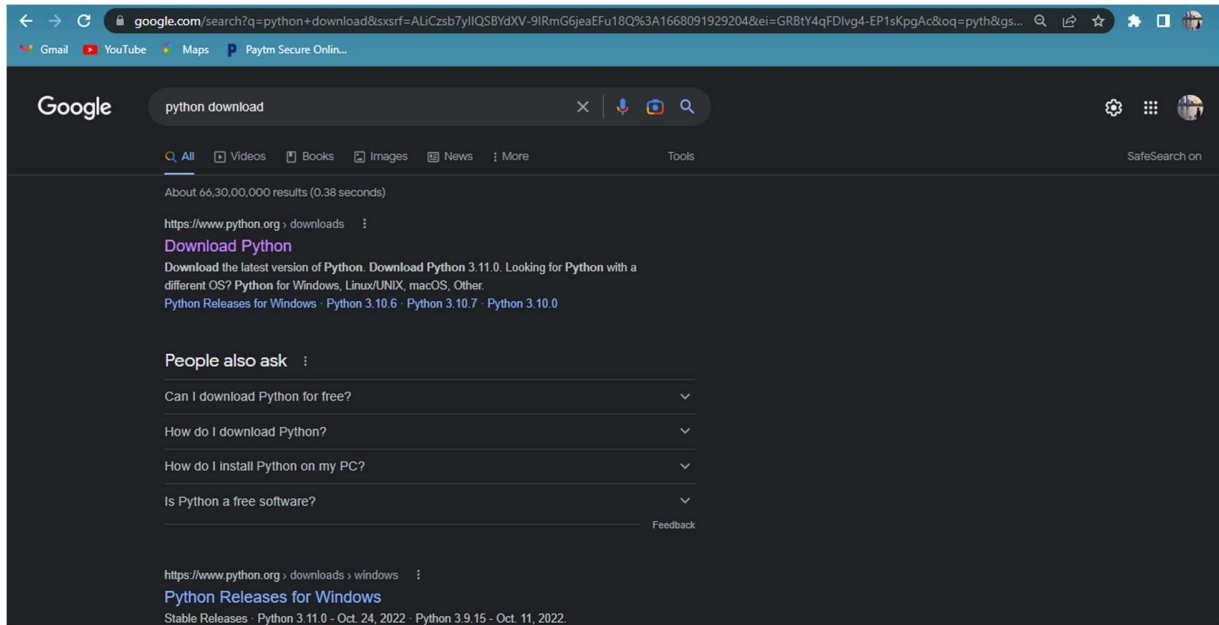 google.com/search?q=python+download&sxsrf=ALiCzsb7yIIQSBYdXV-9IRmG6jeaEFu18Q%3A1668091929204&ei=GRBtY4qFDIvg4-EP1sKpgAc&oq=pyth&gs...
Gmail YouTube Maps Paytm Secure Onlin...
Google python download
All Videos Books Images News More Tools SafeSearch on
About 66,30,00,000 results (0.38 seconds)
https://www.python.org › downloads
Download Python
Download the latest version of Python. Download Python 3.11.0. Looking for Python with a
different OS? Python for Windows, Linux/UNIX, macOS, Other.
Python Releases for Windows · Python 3.10.6 · Python 3.10.7 · Python 3.10.0
People also ask
Can I download Python for free?
How do I download Python?
How do I install Python on my PC?
Is Python a free software?
Feedback
https://www.python.org › downloads › windows
Python Releases for Windows
Stable Releases · Python 3.11.0 - Oct. 24, 2022 · Python 3.9.15 - Oct. 11, 2022.